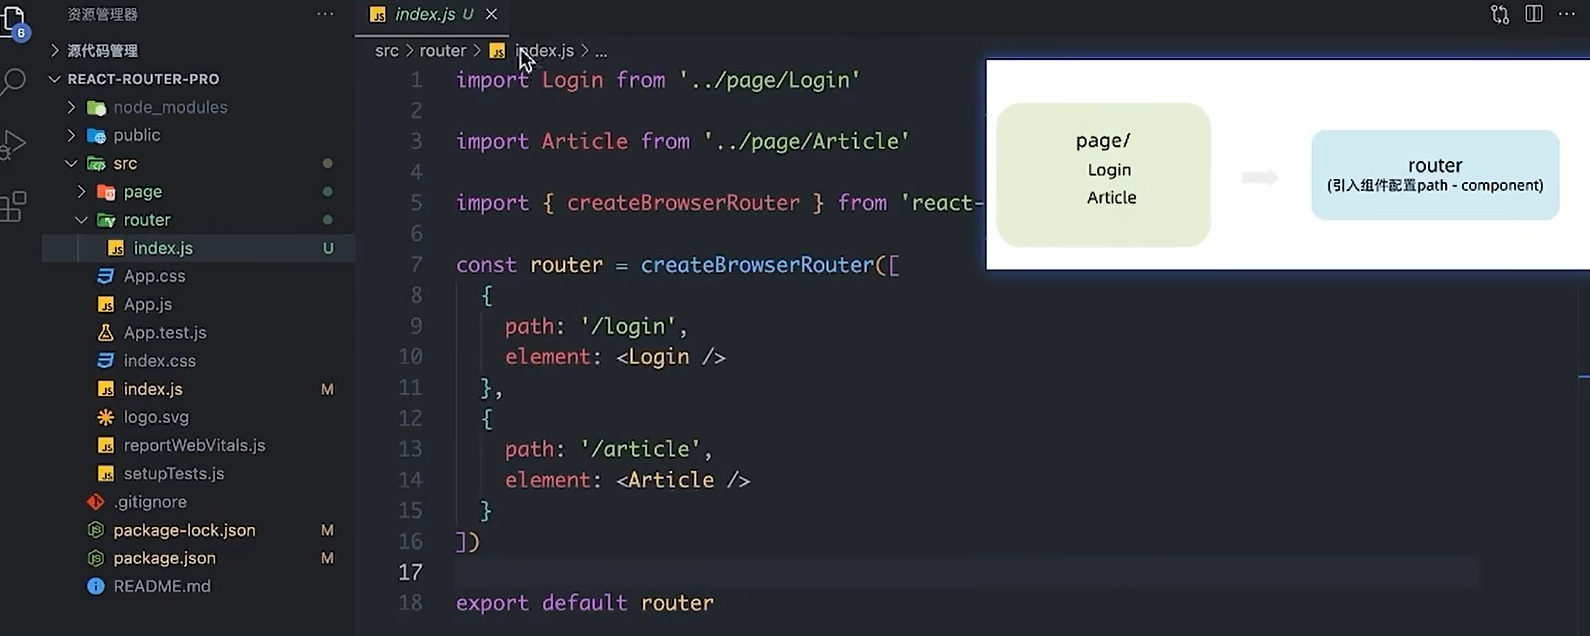 资源管理器
···
index.js U
···
6
源代码管理
src > router > index.js > ...
REACT-ROUTER-PRO
node_modules
public
src
page
router
index.js U
App.css
App.js
App.test.js
index.css
index.js M
logo.svg
reportWebVitals.js
setupTests.js
.gitignore
package-lock.json M
package.json M
README.md
1 import Login from '../page/Login'
2
3 import Article from '../page/Article'
4
5 import { createBrowserRouter } from 'react-
6
7 const router = createBrowserRouter([
8 {
9 path: '/login',
10 element: <Login />
11 },
12 {
13 path: '/article',
14 element: <Article />
15 }
16 ])
17
18 export default router
page/
Login
Article
router
(引入组件配置path - component)